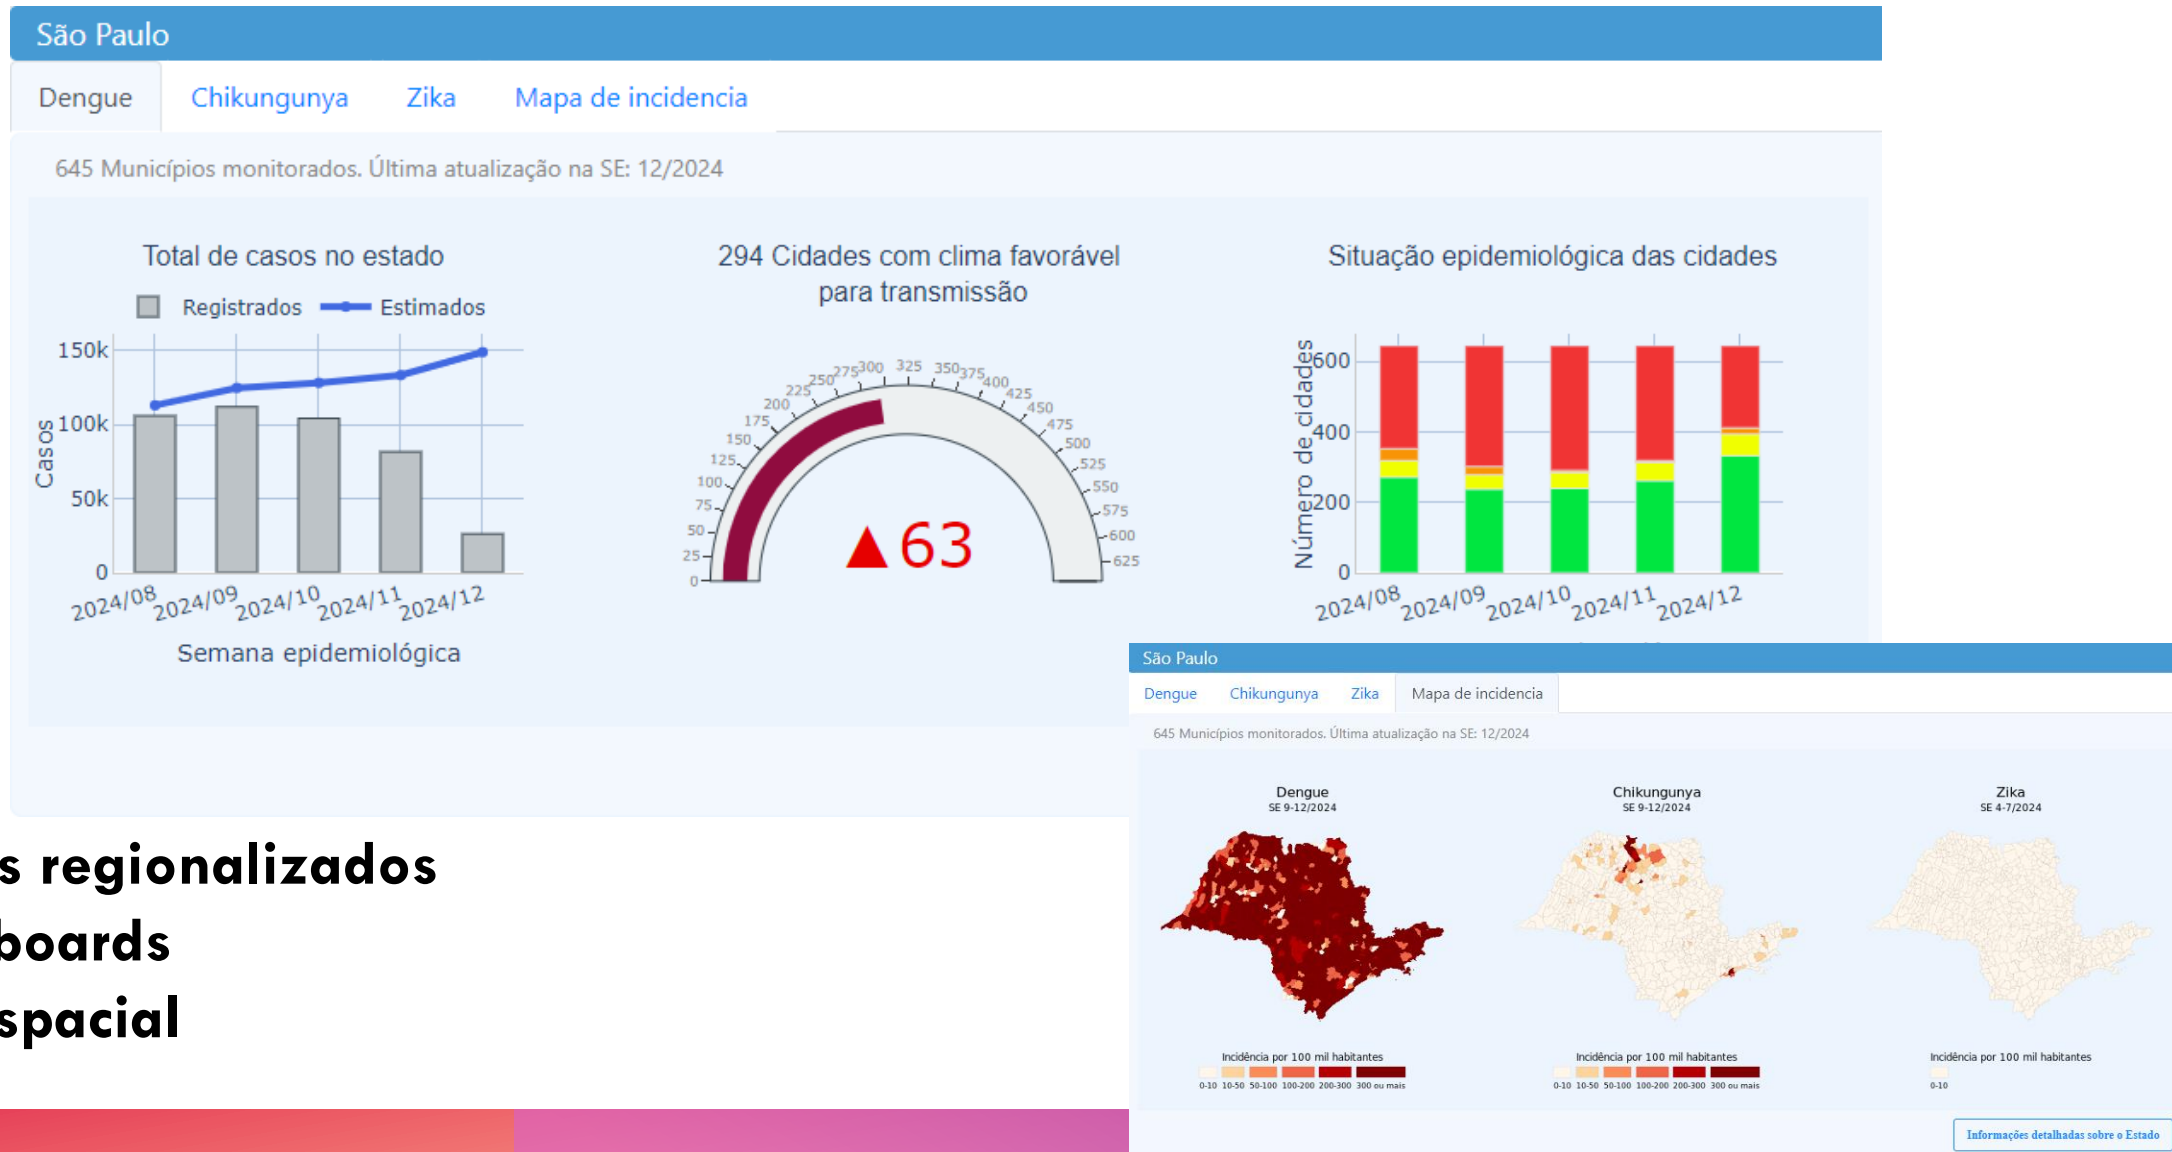 São Paulo
Dengue Chikungunya Zika Mapa de incidencia
645 Municípios monitorados. Última atualização na SE: 12/2024
Total de casos no estado
Registrados Estimados
150k
100k
50k
0
Casos
2024/08 2024/09 2024/10 2024/11 2024/12
Semana epidemiológica
294 Cidades com clima favorável
para transmissão
0 25 50 75 100 125 150 175 200 225 250 275 300 325 350 375 400 425 450 475 500 525 550 575 600 625
▲63
Situação epidemiológica das cidades
600
400
200
0
Número de cidades
2024/08 2024/09 2024/10 2024/11 2024/12
São Paulo
Dengue Chikungunya Zika Mapa de incidencia
645 Municípios monitorados. Última atualização na SE: 12/2024
Dengue
SE 9-12/2024
Incidência por 100 mil habitantes
0-10 10-50 50-100 100-200 200-300 300 ou mais
Chikungunya
SE 9-12/2024
Incidência por 100 mil habitantes
0-10 10-50 50-100 100-200 200-300 300 ou mais
Zika
SE 4-7/2024
Incidência por 100 mil habitantes
0-10
Informações detalhadas sobre o Estado
s regionalizados
boards
spacial